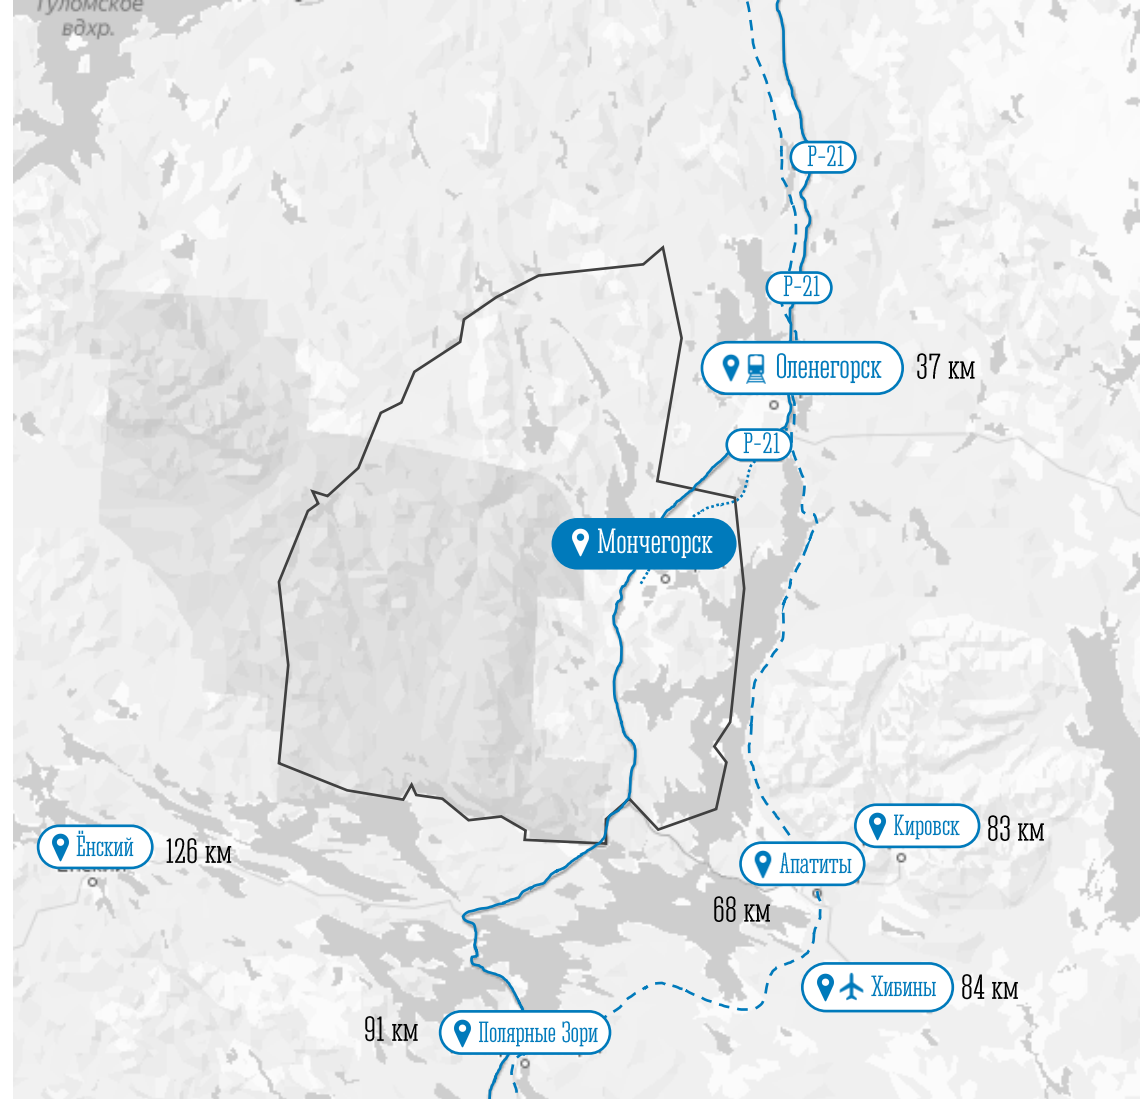 Туломское
вдхр.
Р-21
Р-21
Оленегорск
37 км
Р-21
Мончегорск
Кировск
83 км
Ёнский
126 км
Апатиты
68 км
Хибины
84 км
91 км
Полярные Зори